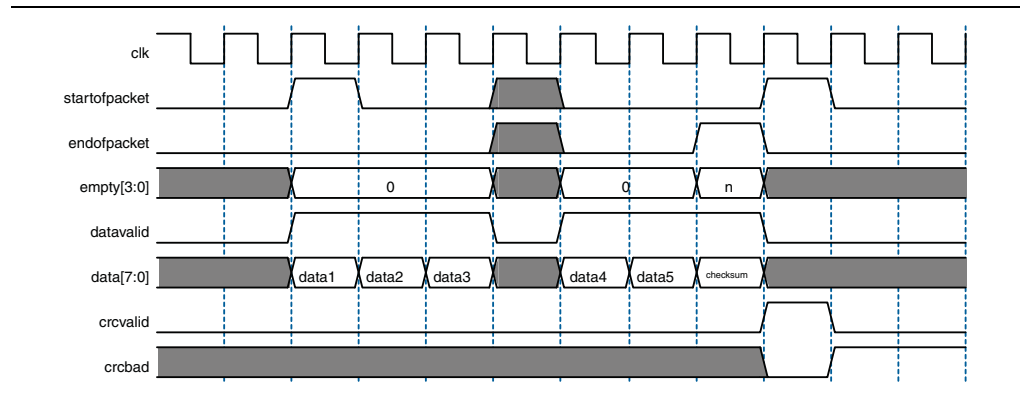 clk
startofpacket
endofpacket
empty[3:0] 0 0 n
datavalid
data[7:0] data1 data2 data3 data4 data5 checksum
crcvalid
crcbad